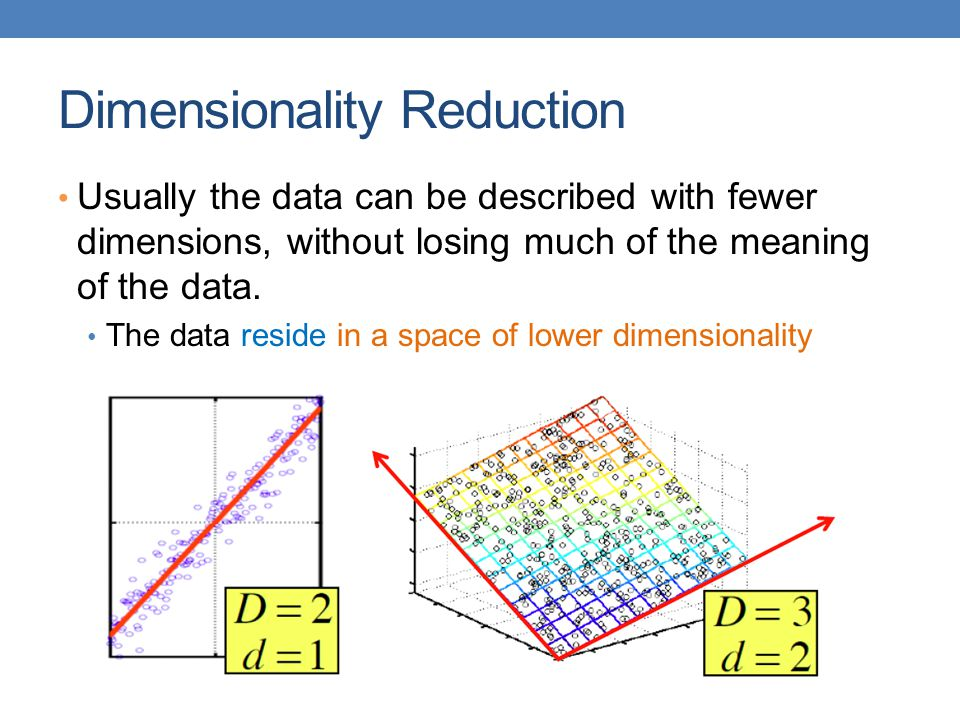 Dimensionality Reduction
• Usually the data can be described with fewer
dimensions, without losing much of the meaning
of the data.
• The data reside in a space of lower dimensionality
D = 2
d = 1
D = 3
d = 2